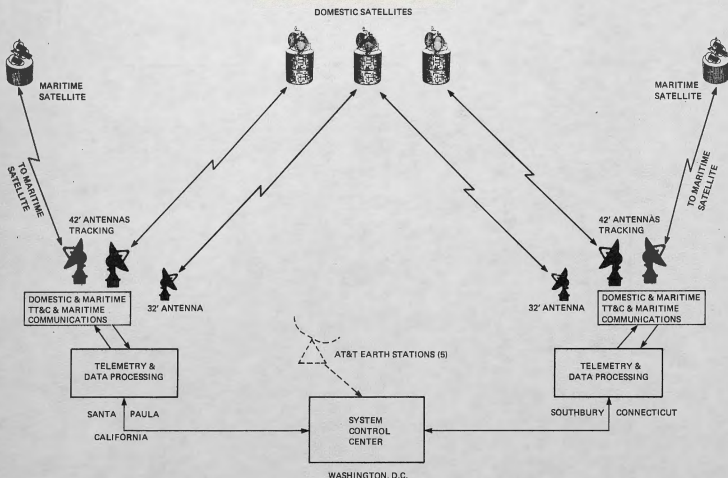 DOMESTIC SATELLITES
MARITIME
SATELLITE
MARITIME
SATELLITE
TO MARITIME
SATELLITE
TO MARITIME
SATELLITE
42' ANTENNAS
TRACKING
42' ANTENNAS
TRACKING
32' ANTENNA
32' ANTENNA
DOMESTIC & MARITIME
TT&C & MARITIME
COMMUNICATIONS
DOMESTIC & MARITIME
TT&C & MARITIME
COMMUNICATIONS
AT&T EARTH STATIONS (5)
TELEMETRY &
DATA PROCESSING
TELEMETRY &
DATA PROCESSING
SANTA PAULA
CALIFORNIA
SYSTEM
CONTROL
CENTER
SOUTHBURY CONNECTICUT
WASHINGTON, D.C.